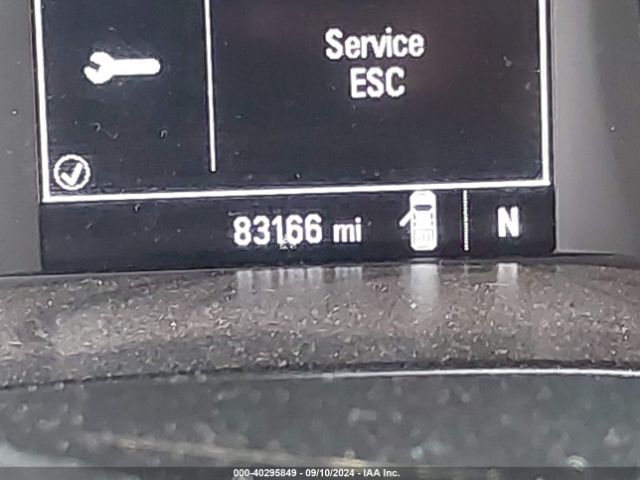 Service
ESC
83166 mi
N
000-40295849 - 09/10/2024 - IAA Inc.